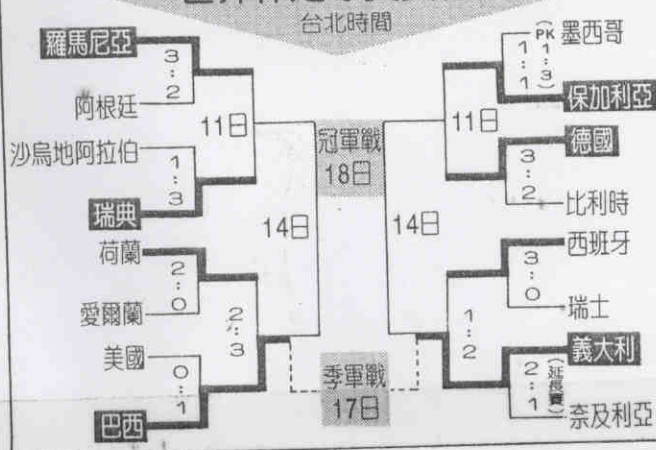 台北時間
羅馬尼亞
3:2
阿根廷
沙烏地阿拉伯
1:3
瑞典
11日
荷蘭
2:0
愛爾蘭
美國
0:1
巴西
2:3
14日
冠軍戰
18日
季軍戰
17日
墨西哥
(PK 1:3)
1:1
保加利亞
11日
德國
3:2
比利時
14日
西班牙
3:0
瑞士
1:2
義大利
(延長賽)
2:1
奈及利亞